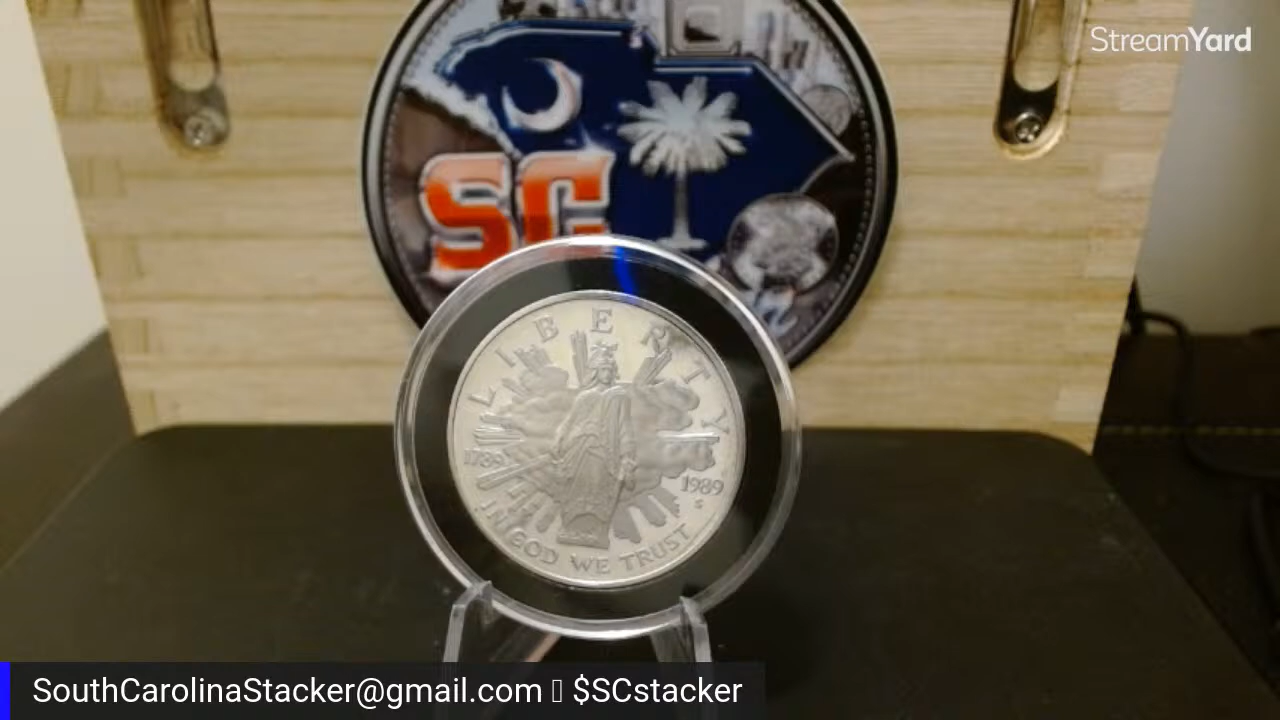 StreamYard
SC
LIBERTY
1789
1989
S
IN GOD WE TRUST
SouthCarolinaStacker@gmail.com ▯ $SCstacker